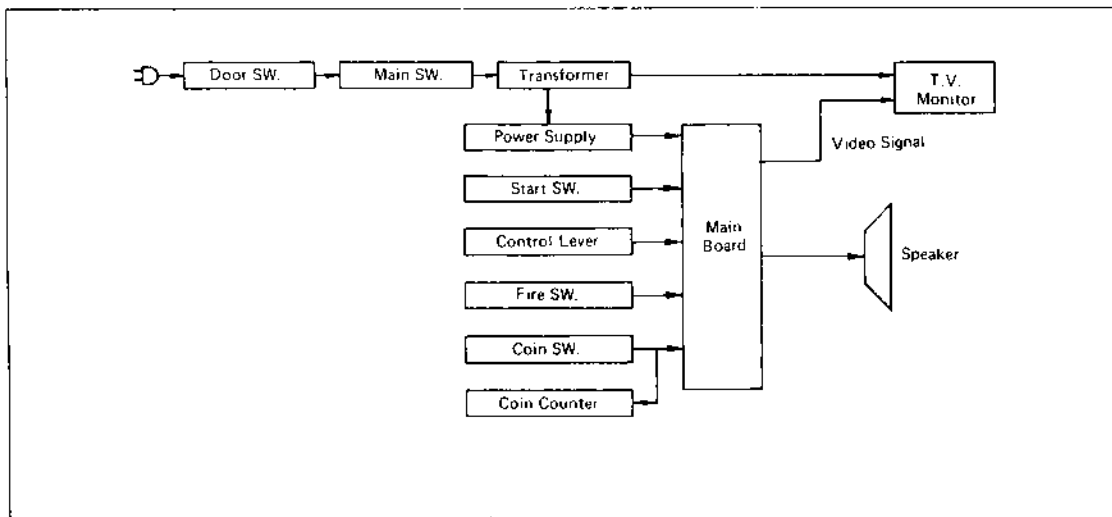 Door SW.
Main SW.
Transformer
T.V.
Monitor
Power Supply
Video Signal
Start SW.
Main
Board
Control Lever
Speaker
Fire SW.
Coin SW.
Coin Counter